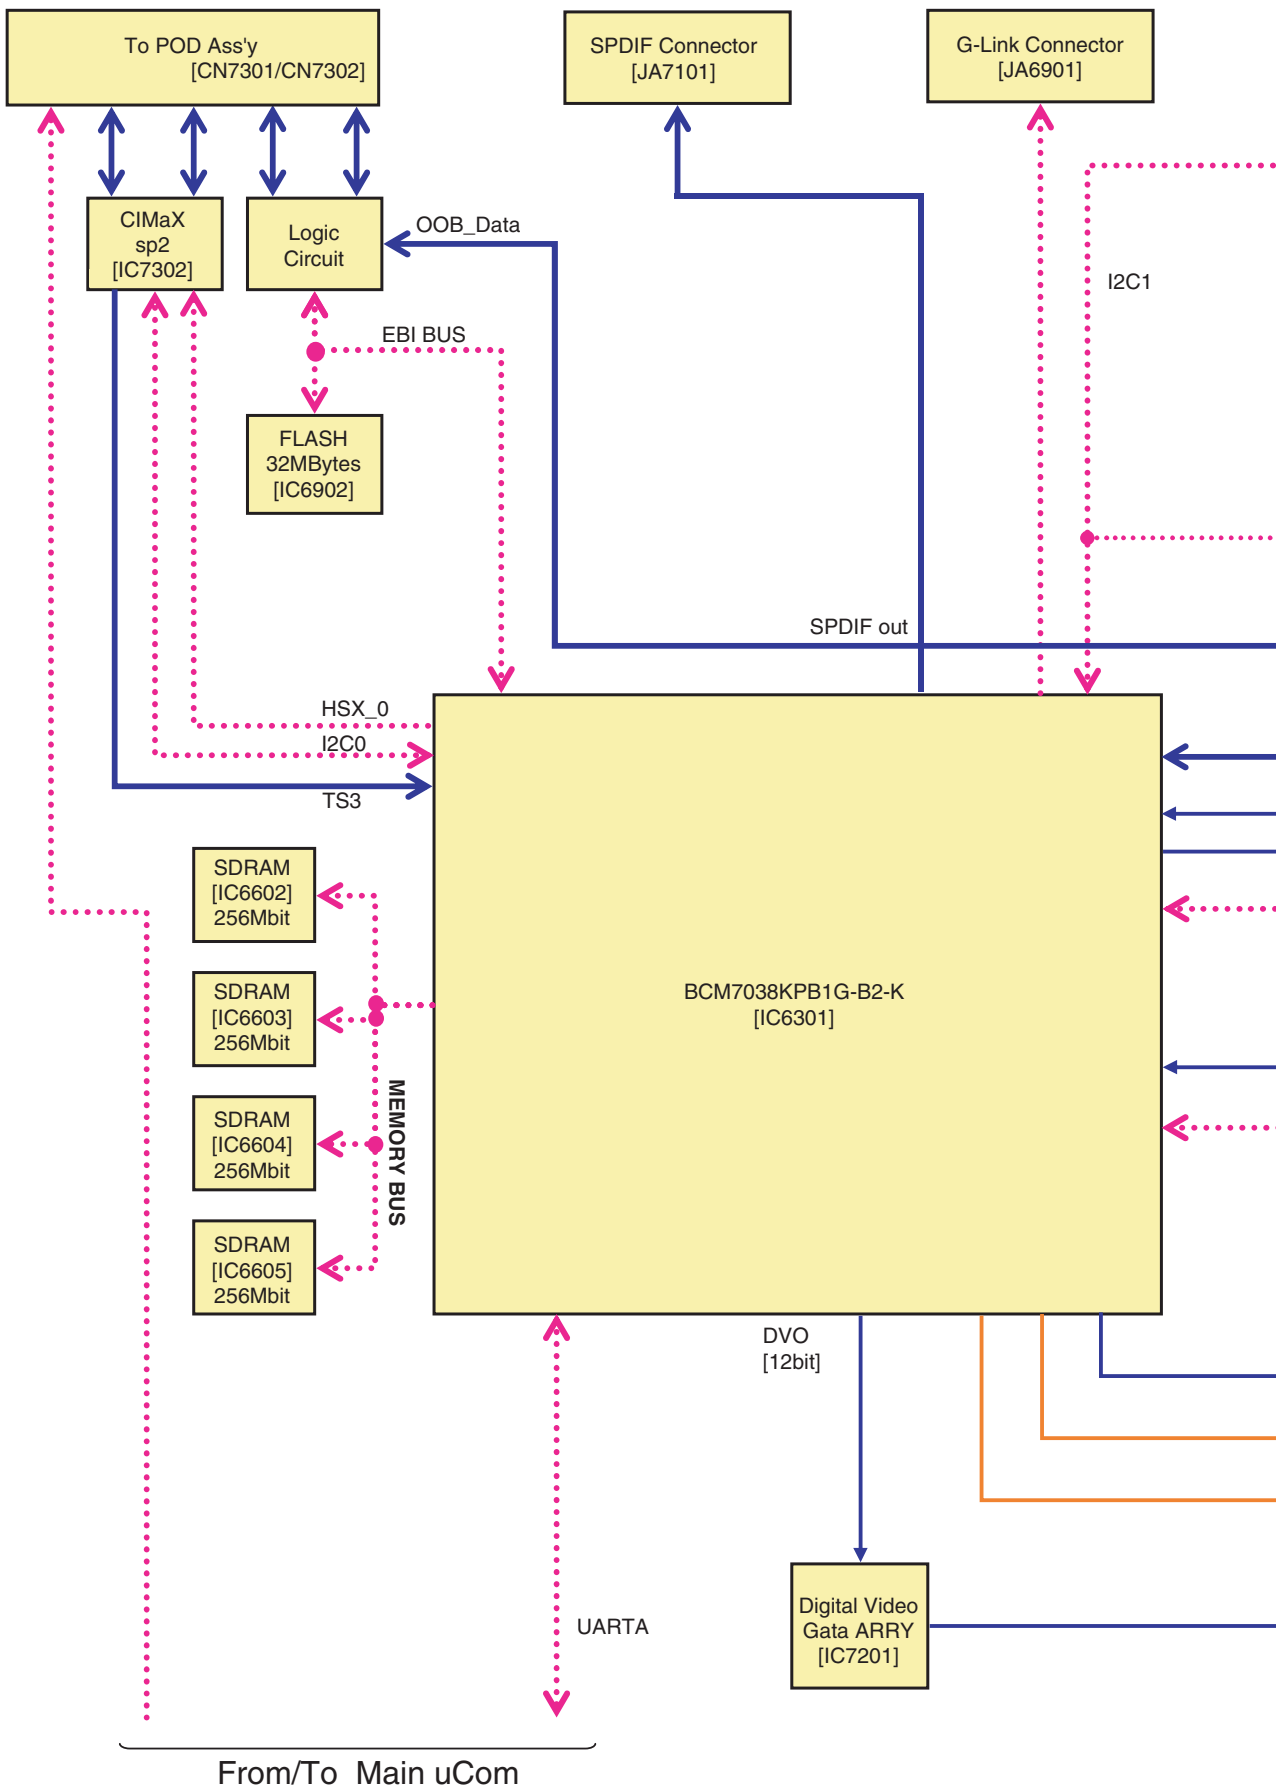 To POD Ass'y
[CN7301/CN7302]
SPDIF Connector
[JA7101]
G-Link Connector
[JA6901]
CIMaX
sp2
[IC7302]
Logic
Circuit
OOB_Data
I2C1
EBI BUS
FLASH
32MBytes
[IC6902]
SPDIF out
HSX_0
I2C0
TS3
SDRAM
[IC6602]
256Mbit
SDRAM
[IC6603]
256Mbit
BCM7038KPB1G-B2-K
[IC6301]
MEMORY BUS
SDRAM
[IC6604]
256Mbit
SDRAM
[IC6605]
256Mbit
DVO
[12bit]
Digital Video
Gata ARRY
[IC7201]
UARTA
From/To Main uCom